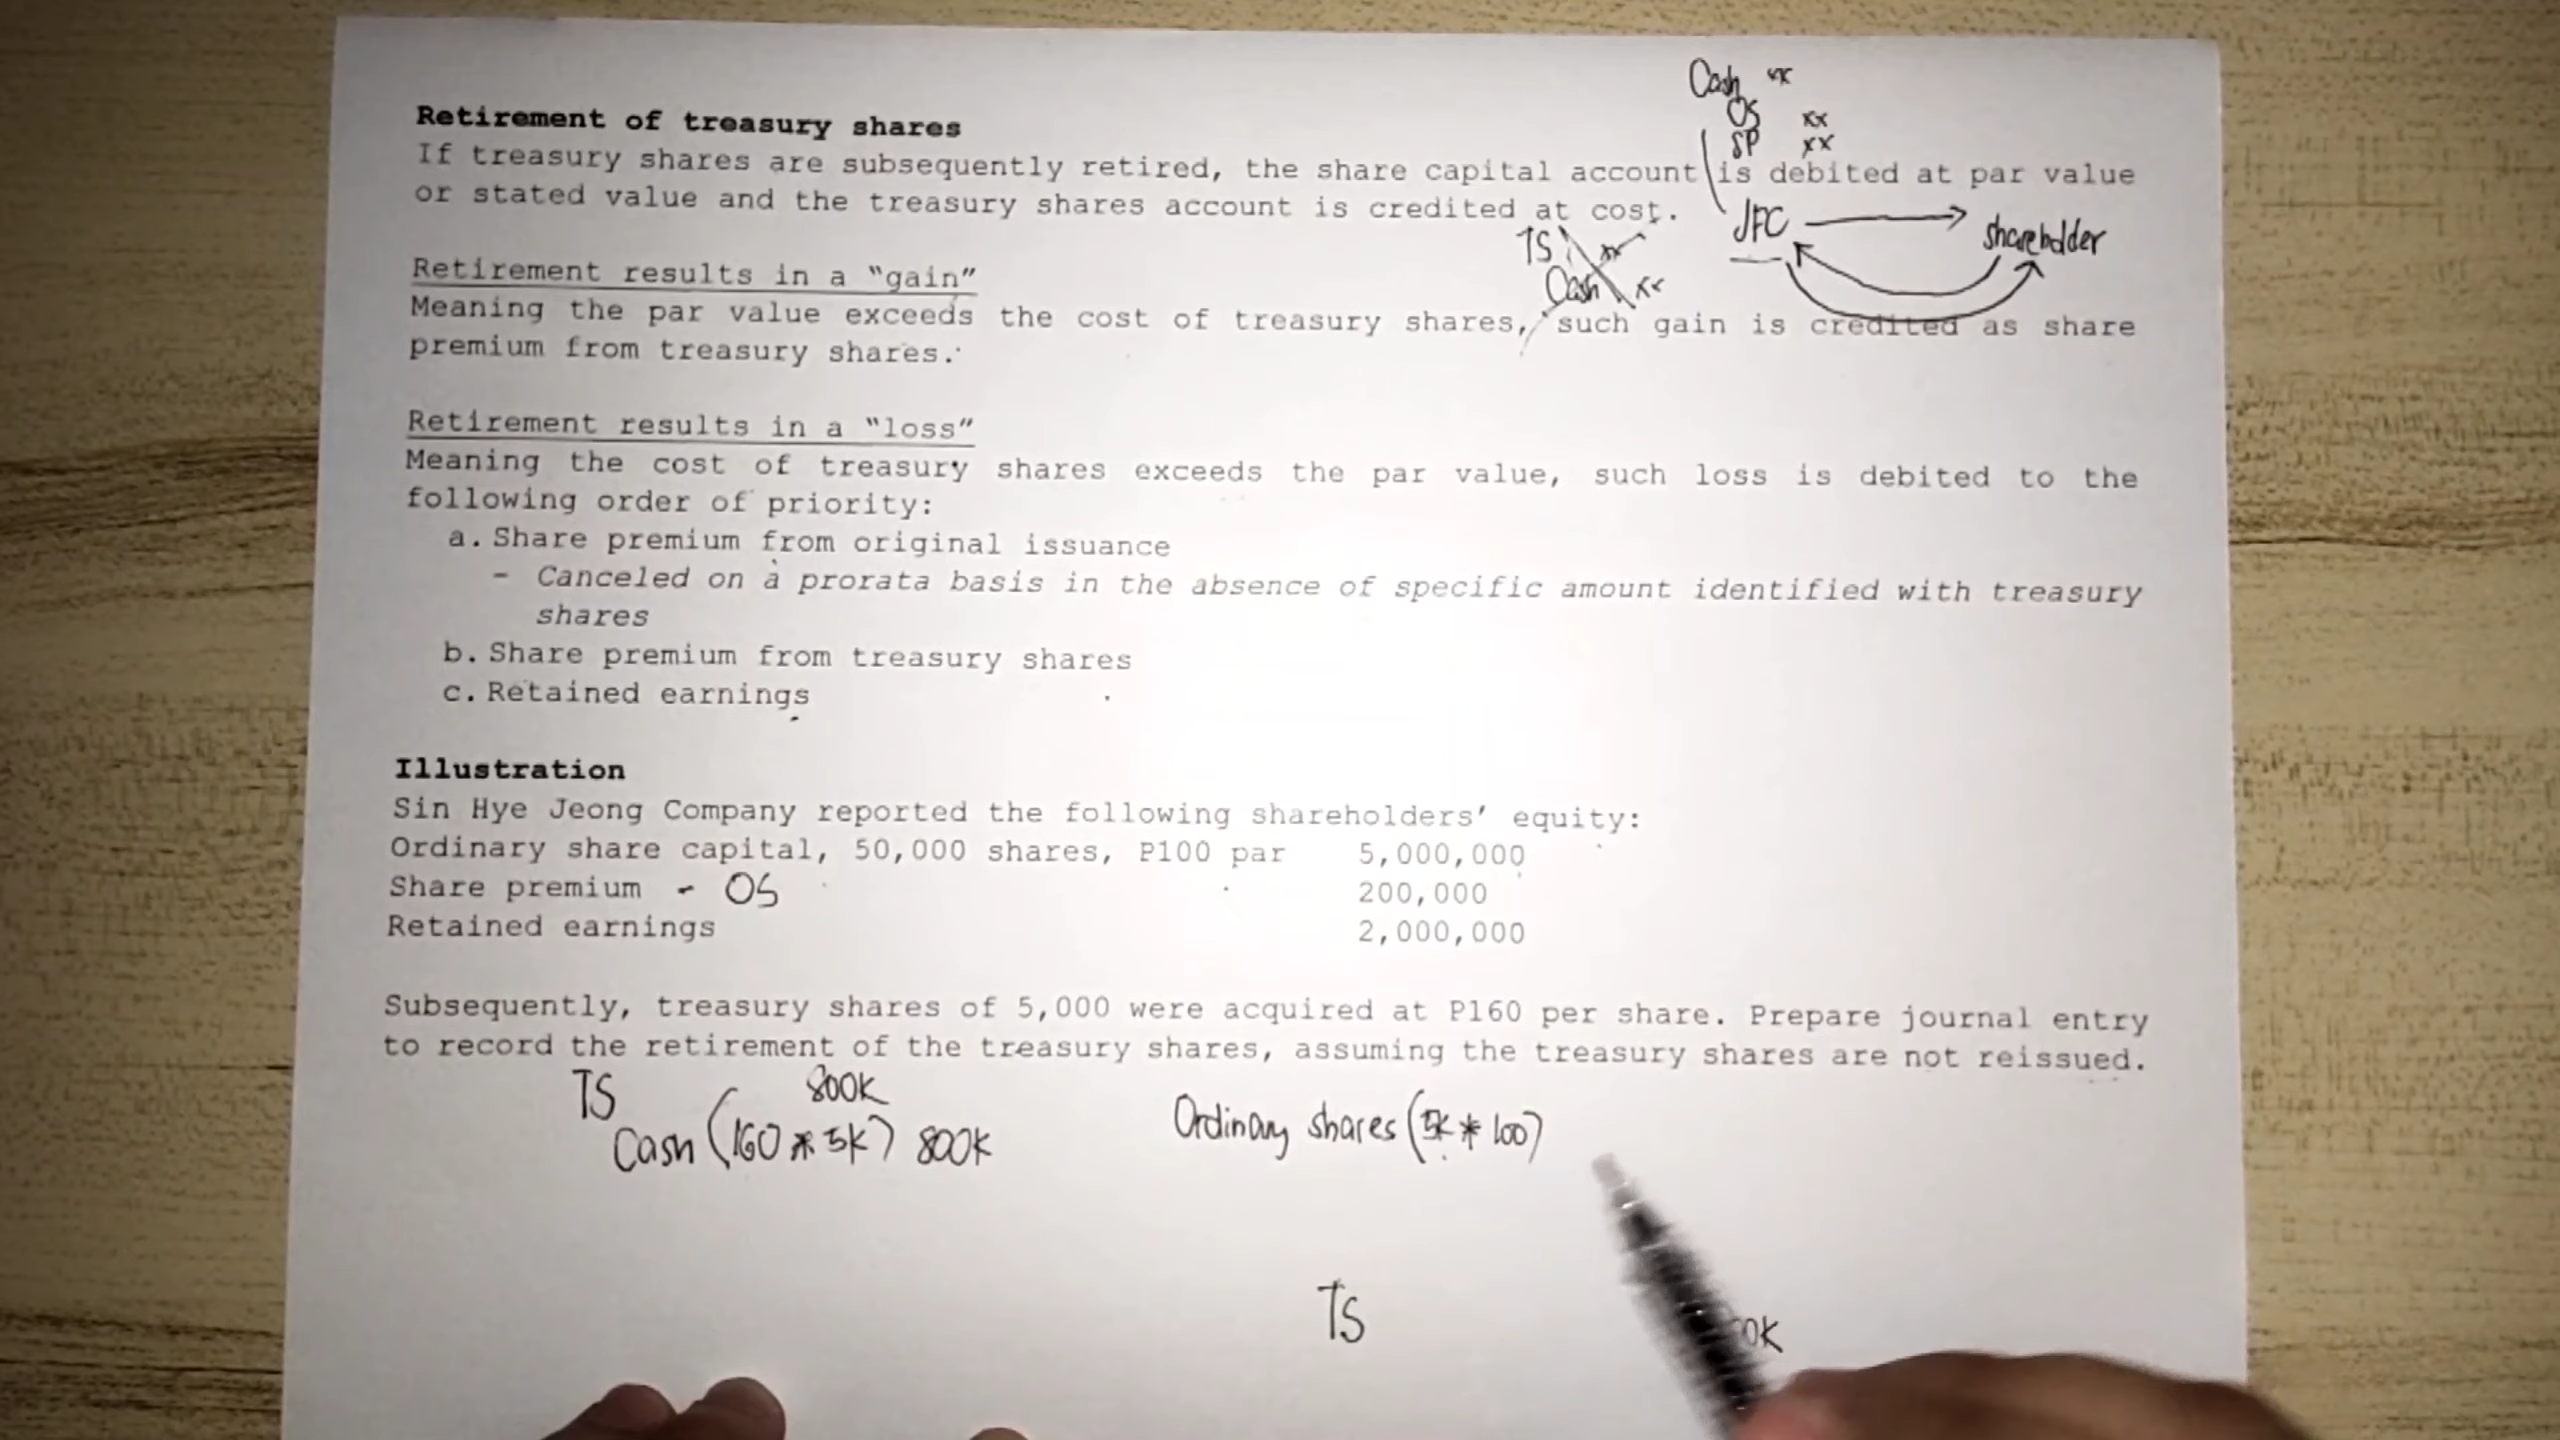 Cash xx
OS xx
SP xx
Retirement of treasury shares
If treasury shares are subsequently retired, the share capital account is debited at par value
or stated value and the treasury shares account is credited at cost.
JFC shareholder
TS xx
Cash xx
Retirement results in a “gain”
Meaning the par value exceeds the cost of treasury shares, such gain is credited as share
premium from treasury shares.
Retirement results in a “loss”
Meaning the cost of treasury shares exceeds the par value, such loss is debited to the
following order of priority:
a. Share premium from original issuance
- Canceled on a prorata basis in the absence of specific amount identified with treasury
shares
b. Share premium from treasury shares
c. Retained earnings
Illustration
Sin Hye Jeong Company reported the following shareholders’ equity:
Ordinary share capital, 50,000 shares, P100 par 5,000,000
Share premium - OS 200,000
Retained earnings 2,000,000
Subsequently, treasury shares of 5,000 were acquired at P160 per share. Prepare journal entry
to record the retirement of the treasury shares, assuming the treasury shares are not reissued.
TS 800K
Cash (160 * 5K) 800K
Ordinary shares (5K * 100)
TS